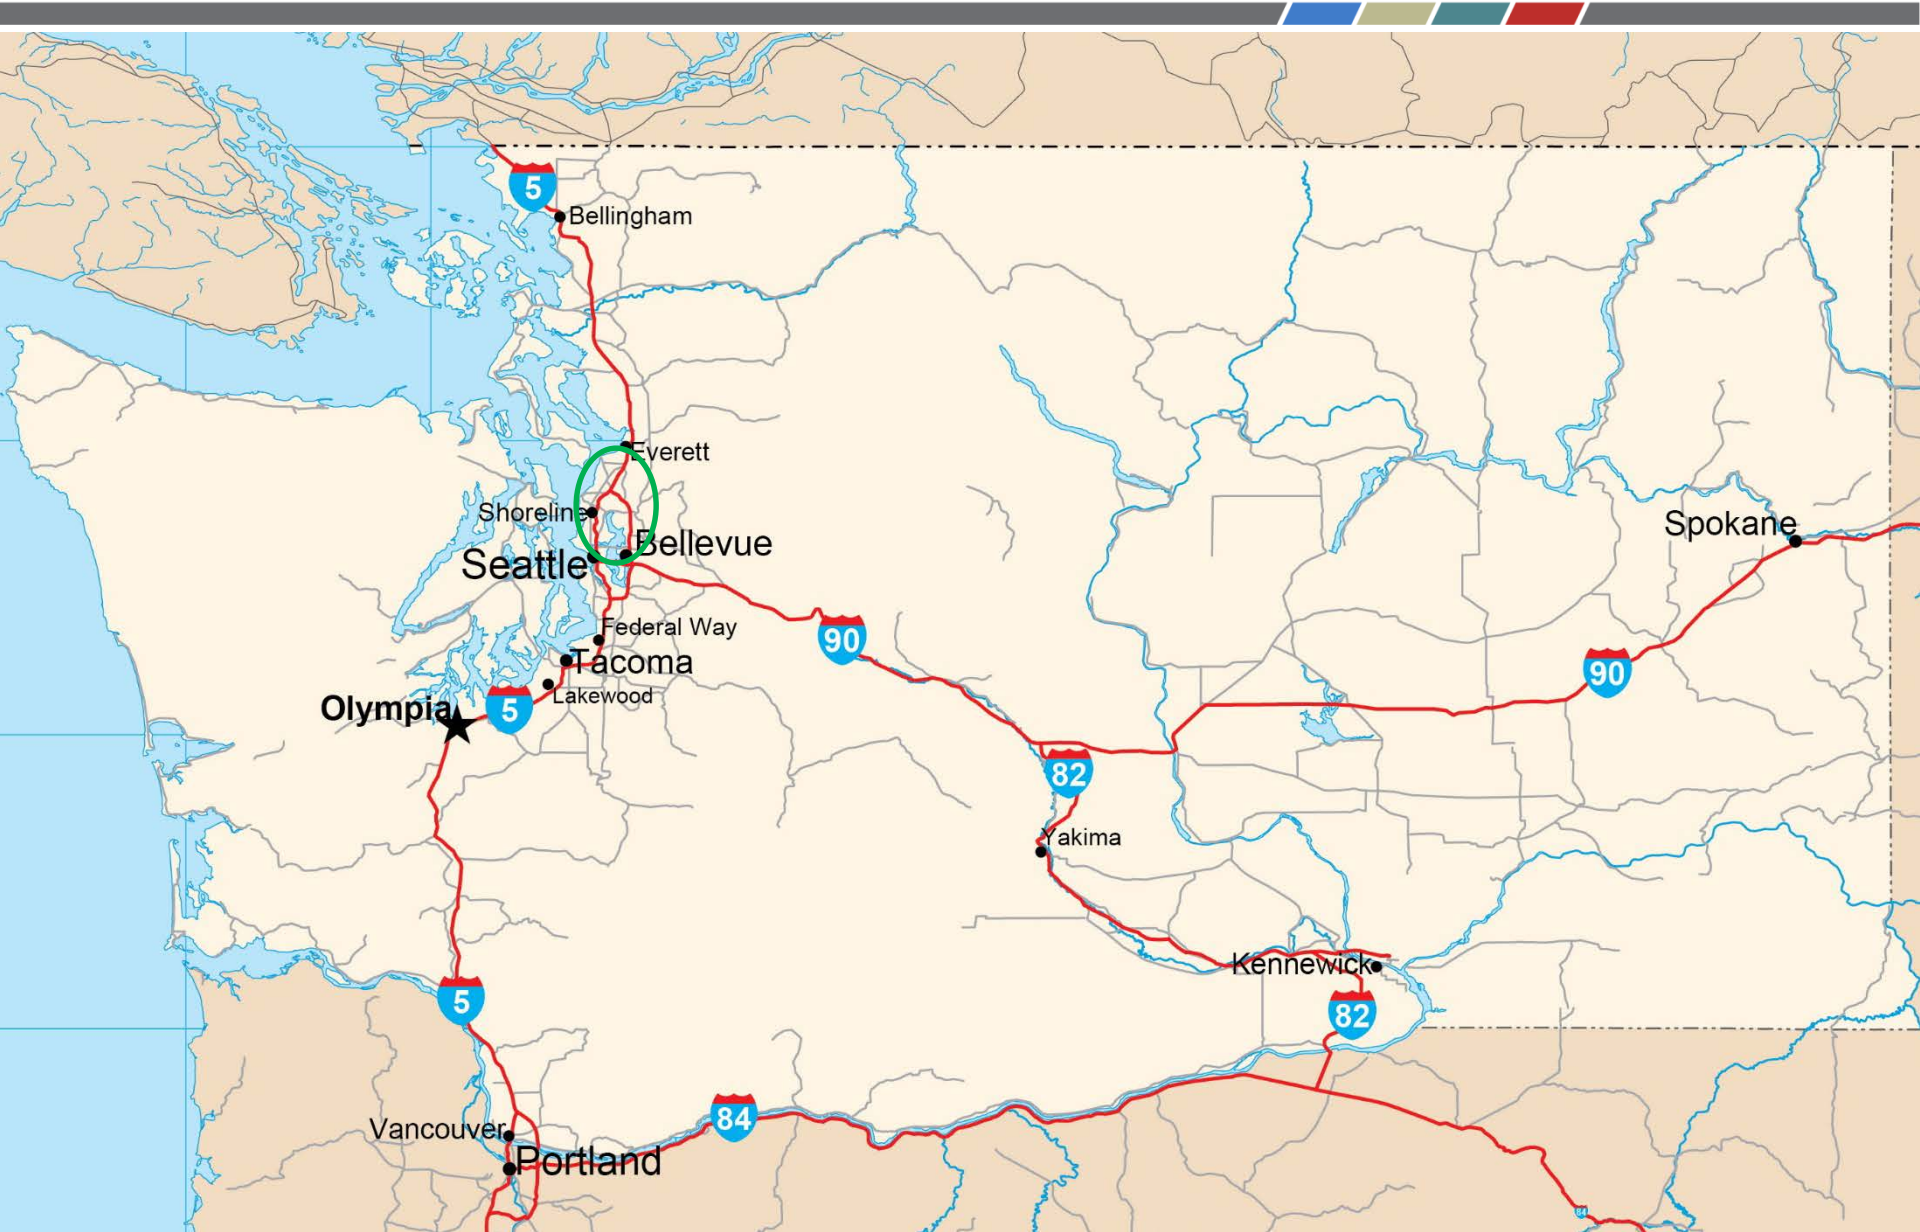 5
Bellingham
Everett
Shoreline
Bellevue
Seattle
Spokane
Federal Way
90
Tacoma
90
Lakewood
Olympia
5
82
Yakima
Kennewick
5
82
84
Vancouver
Portland
84